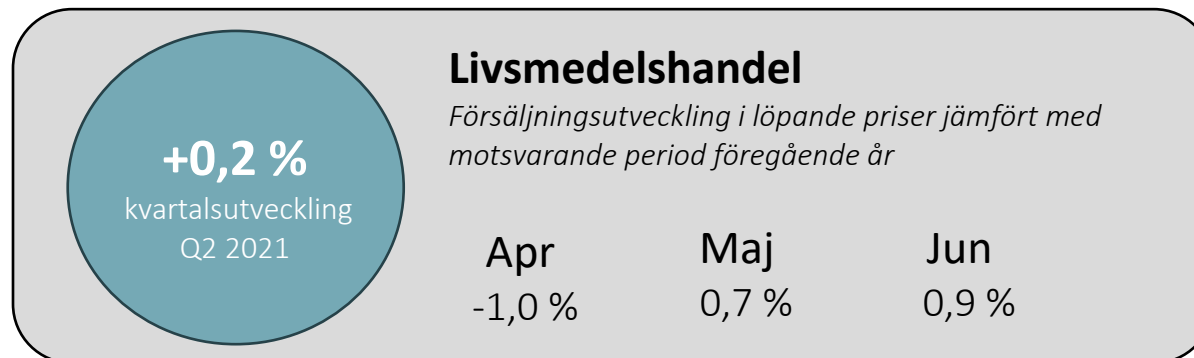 +0,2 %
kvartalsutveckling
Q2 2021
Livsmedelshandel
Försäljningsutveckling i löpande priser jämfört med
motsvarande period föregående år
Apr Maj Jun
-1,0 % 0,7 % 0,9 %